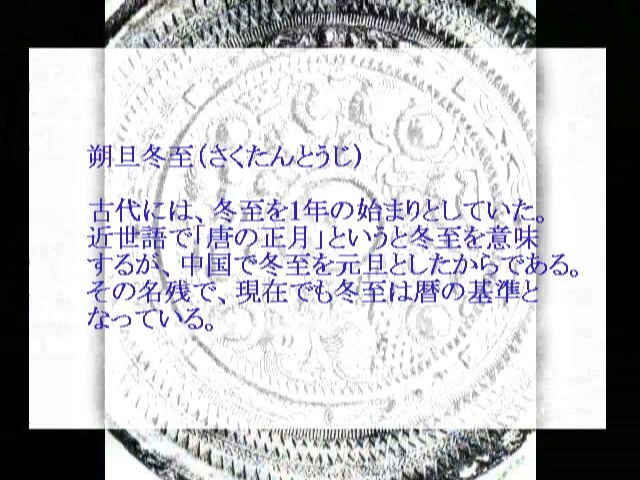 朔旦冬至（さくたんとうじ）
古代には、冬至を1年の始まりとしていた。
近世語で「唐の正月」というと冬至を意味
するが、中国で冬至を元旦としたからである。
その名残で、現在でも冬至は暦の基準と
なっている。